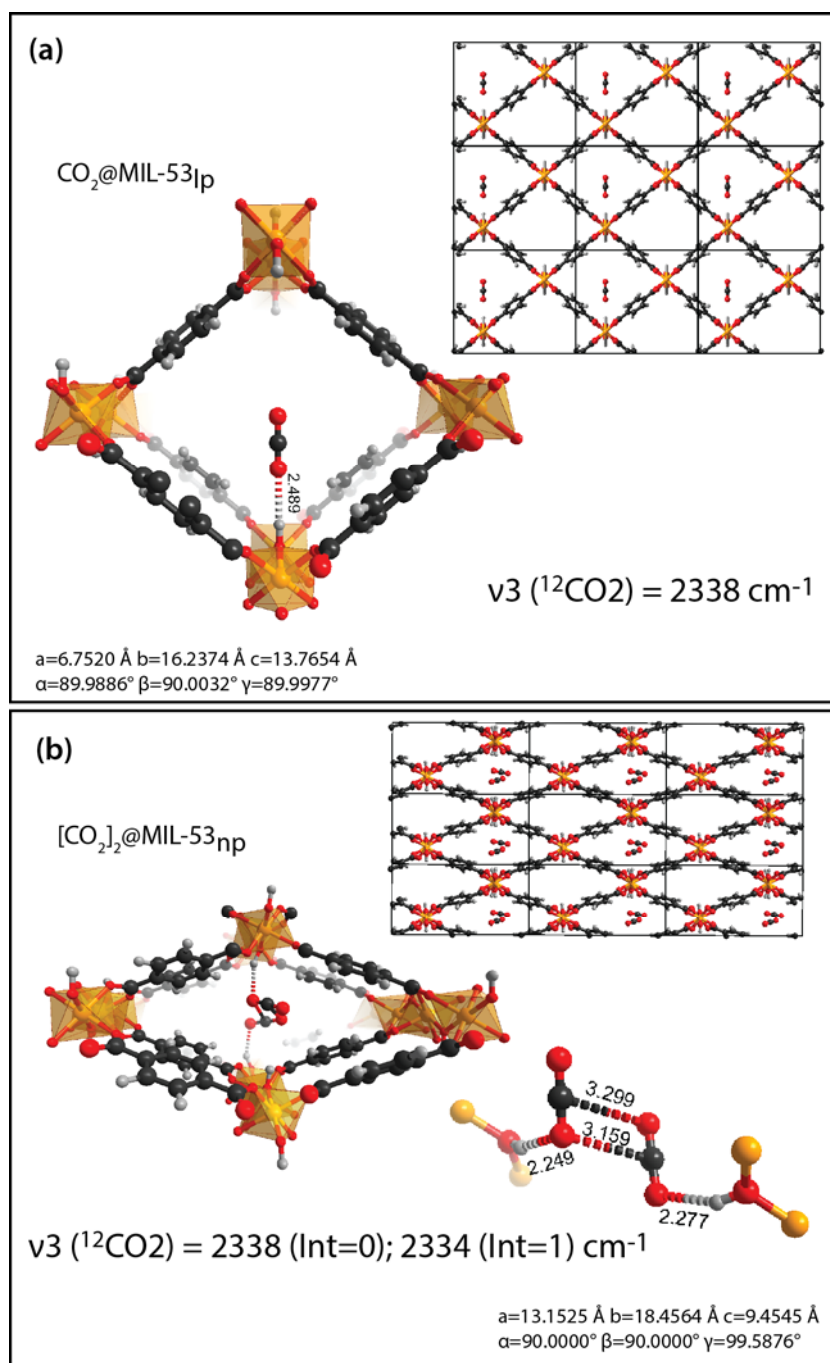 (a)
CO₂@MIL-53lp
2.489
ν3 (¹²CO2) = 2338 cm⁻¹
a=6.7520 Å b=16.2374 Å c=13.7654 Å
α=89.9886° β=90.0032° γ=89.9977°
(b)
[CO₂]₂@MIL-53np
3.299
3.159
2.249
2.277
ν3 (¹²CO2) = 2338 (Int=0); 2334 (Int=1) cm⁻¹
a=13.1525 Å b=18.4564 Å c=9.4545 Å
α=90.0000° β=90.0000° γ=99.5876°